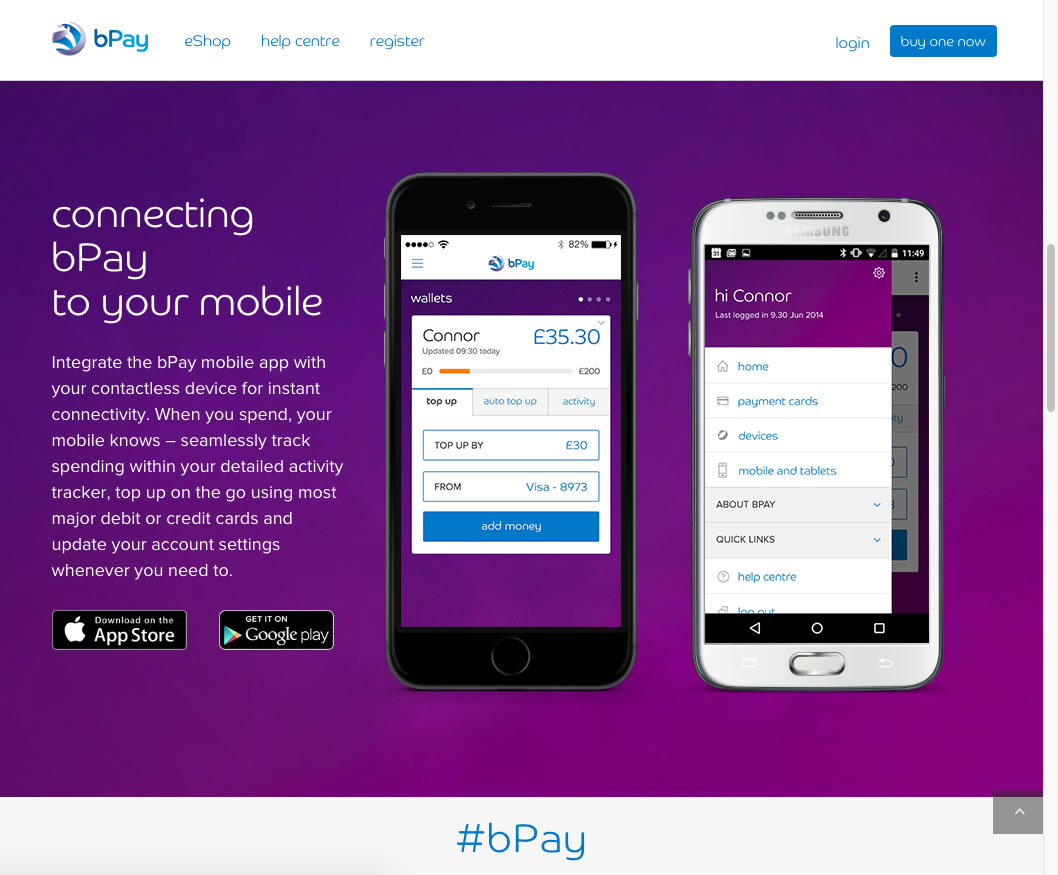 bPay
eShop
help centre
register
login
buy one now
connecting
bPay
to your mobile
Integrate the bPay mobile app with
your contactless device for instant
connectivity. When you spend, your
mobile knows – seamlessly track
spending within your detailed activity
tracker, top up on the go using most
major debit or credit cards and
update your account settings
whenever you need to.
Download on the
App Store
GET IT ON
Google play
82%
bPay
wallets
Connor
£35.30
Updated 09:30 today
£0
£200
top up
auto top up
activity
TOP UP BY
£30
FROM
Visa - 8973
add money
SAMSUNG
31
11:49
hi Connor
Last logged in 9.30 Jun 2014
home
payment cards
devices
mobile and tablets
ABOUT BPAY
QUICK LINKS
help centre
log out
0
200
ty
#bPay